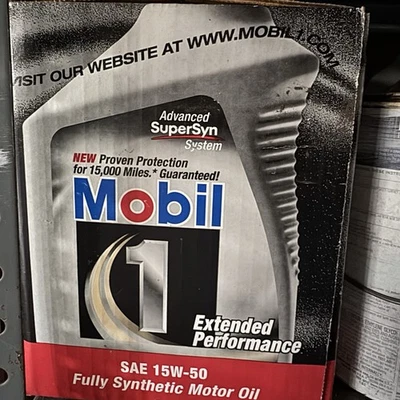 VISIT OUR WEBSITE AT WWW.MOBIL1.COM
Advanced
SuperSyn
System
NEW Proven Protection
for 15,000 Miles.* Guaranteed!
Mobil
1
Extended
Performance
SAE 15W-50
Fully Synthetic Motor Oil